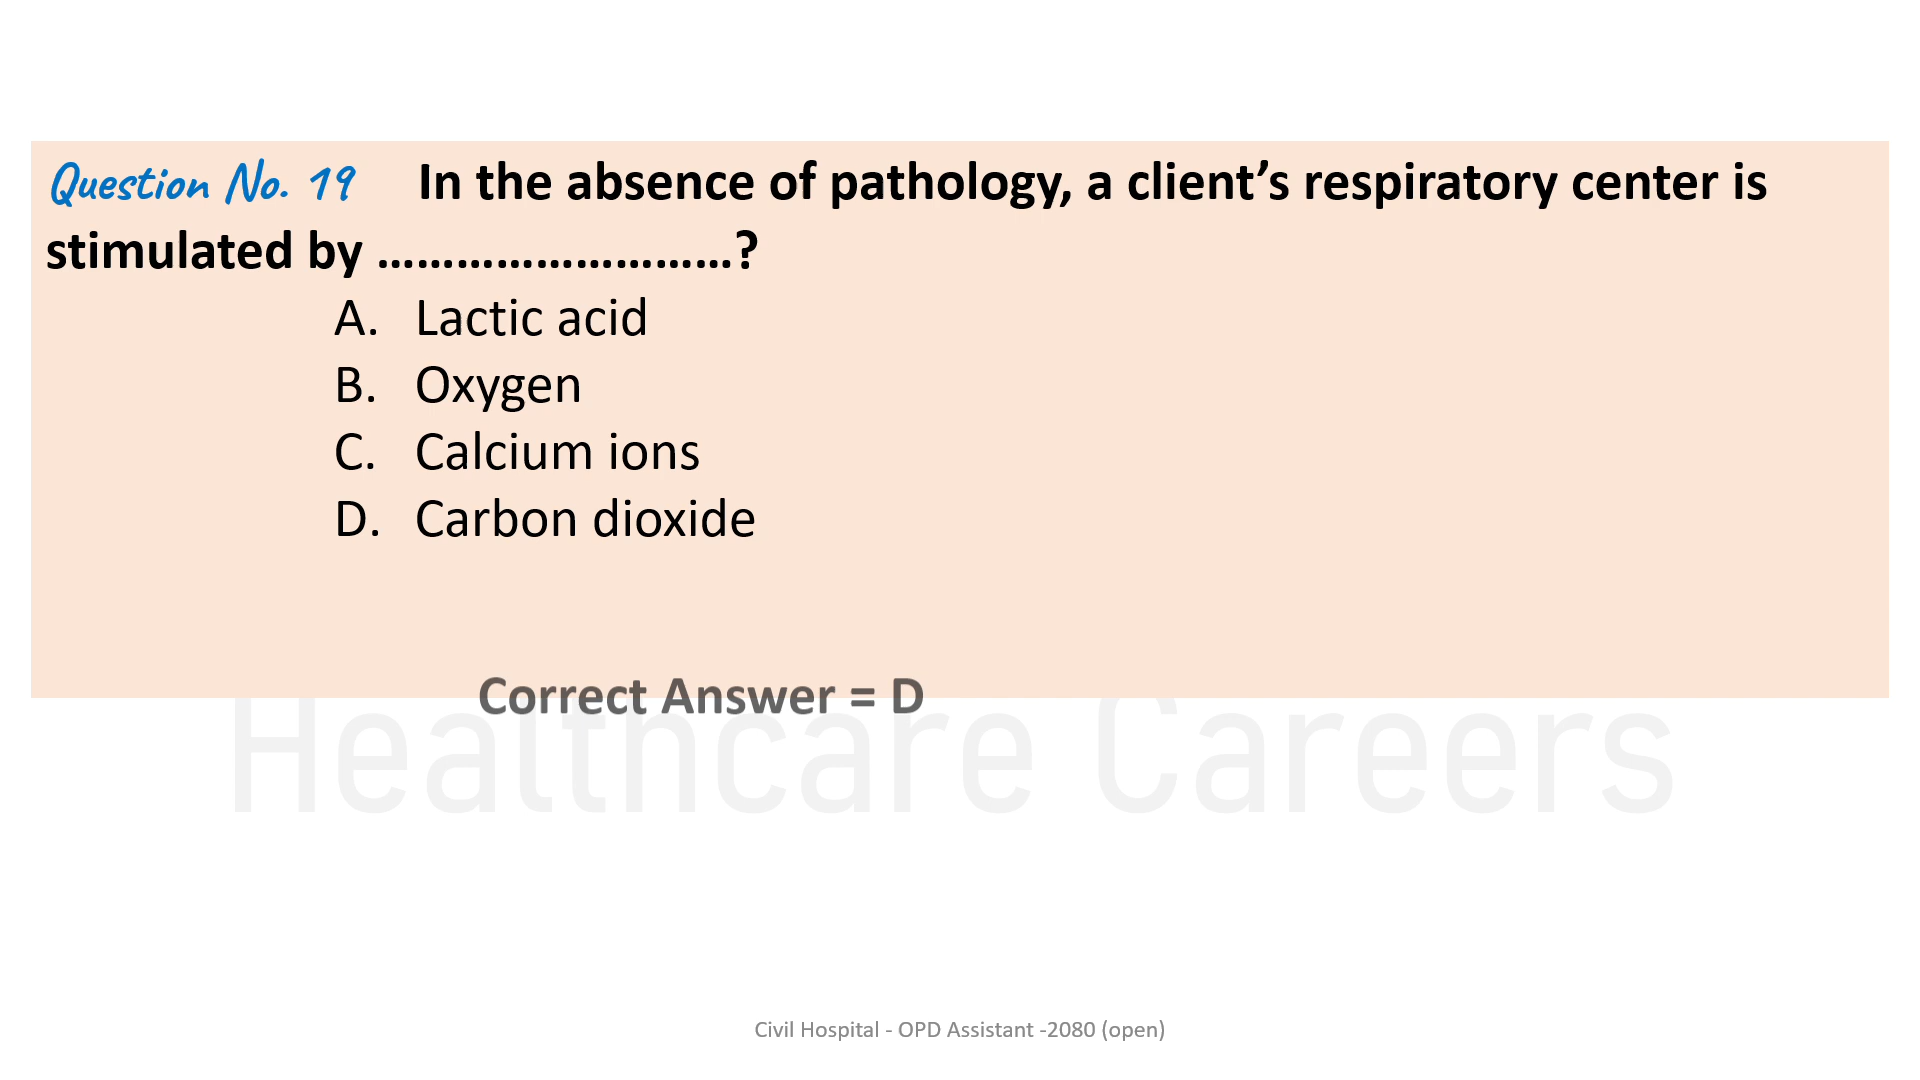 Question No. 19 In the absence of pathology, a client’s respiratory center is
stimulated by ………………………?
A. Lactic acid
B. Oxygen
C. Calcium ions
D. Carbon dioxide
Correct Answer = D
Healthcare Careers
Civil Hospital - OPD Assistant -2080 (open)